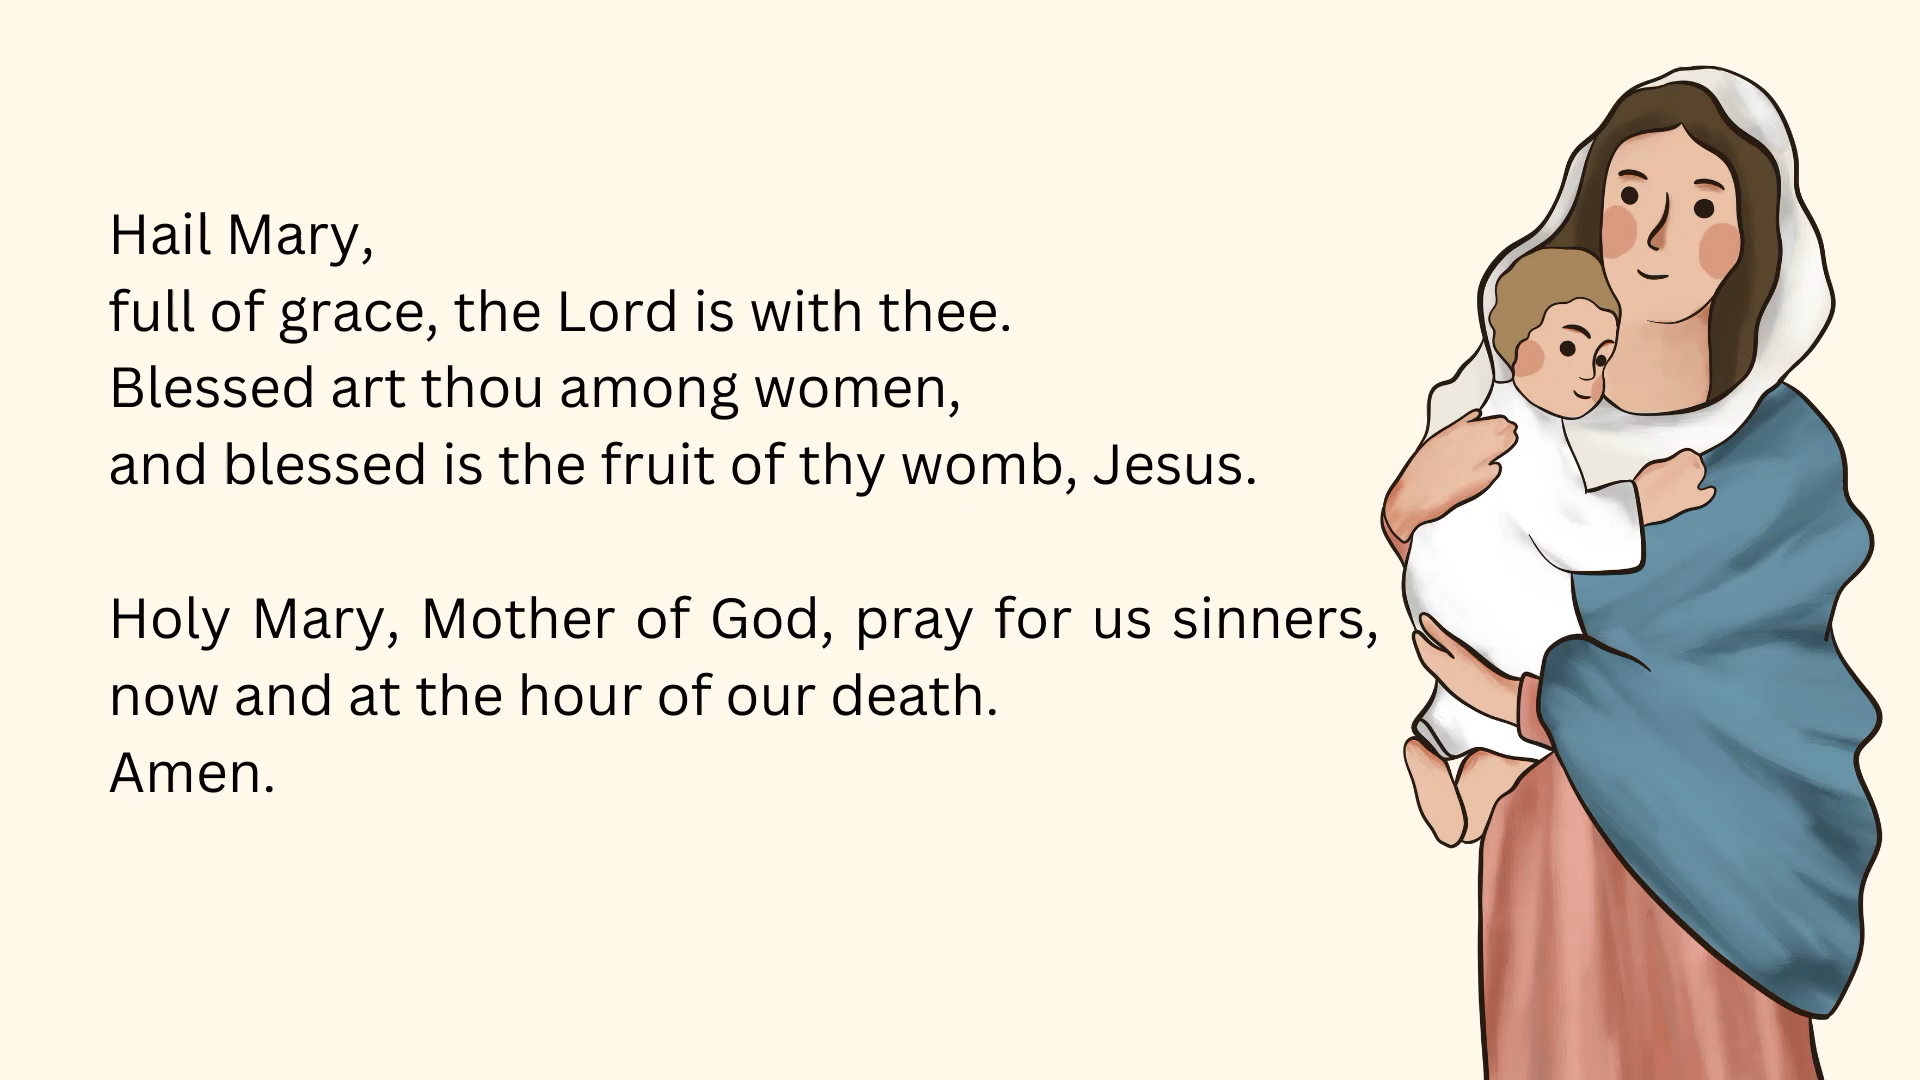 Hail Mary,
full of grace, the Lord is with thee.
Blessed art thou among women,
and blessed is the fruit of thy womb, Jesus.
Holy Mary, Mother of God, pray for us sinners,
now and at the hour of our death.
Amen.